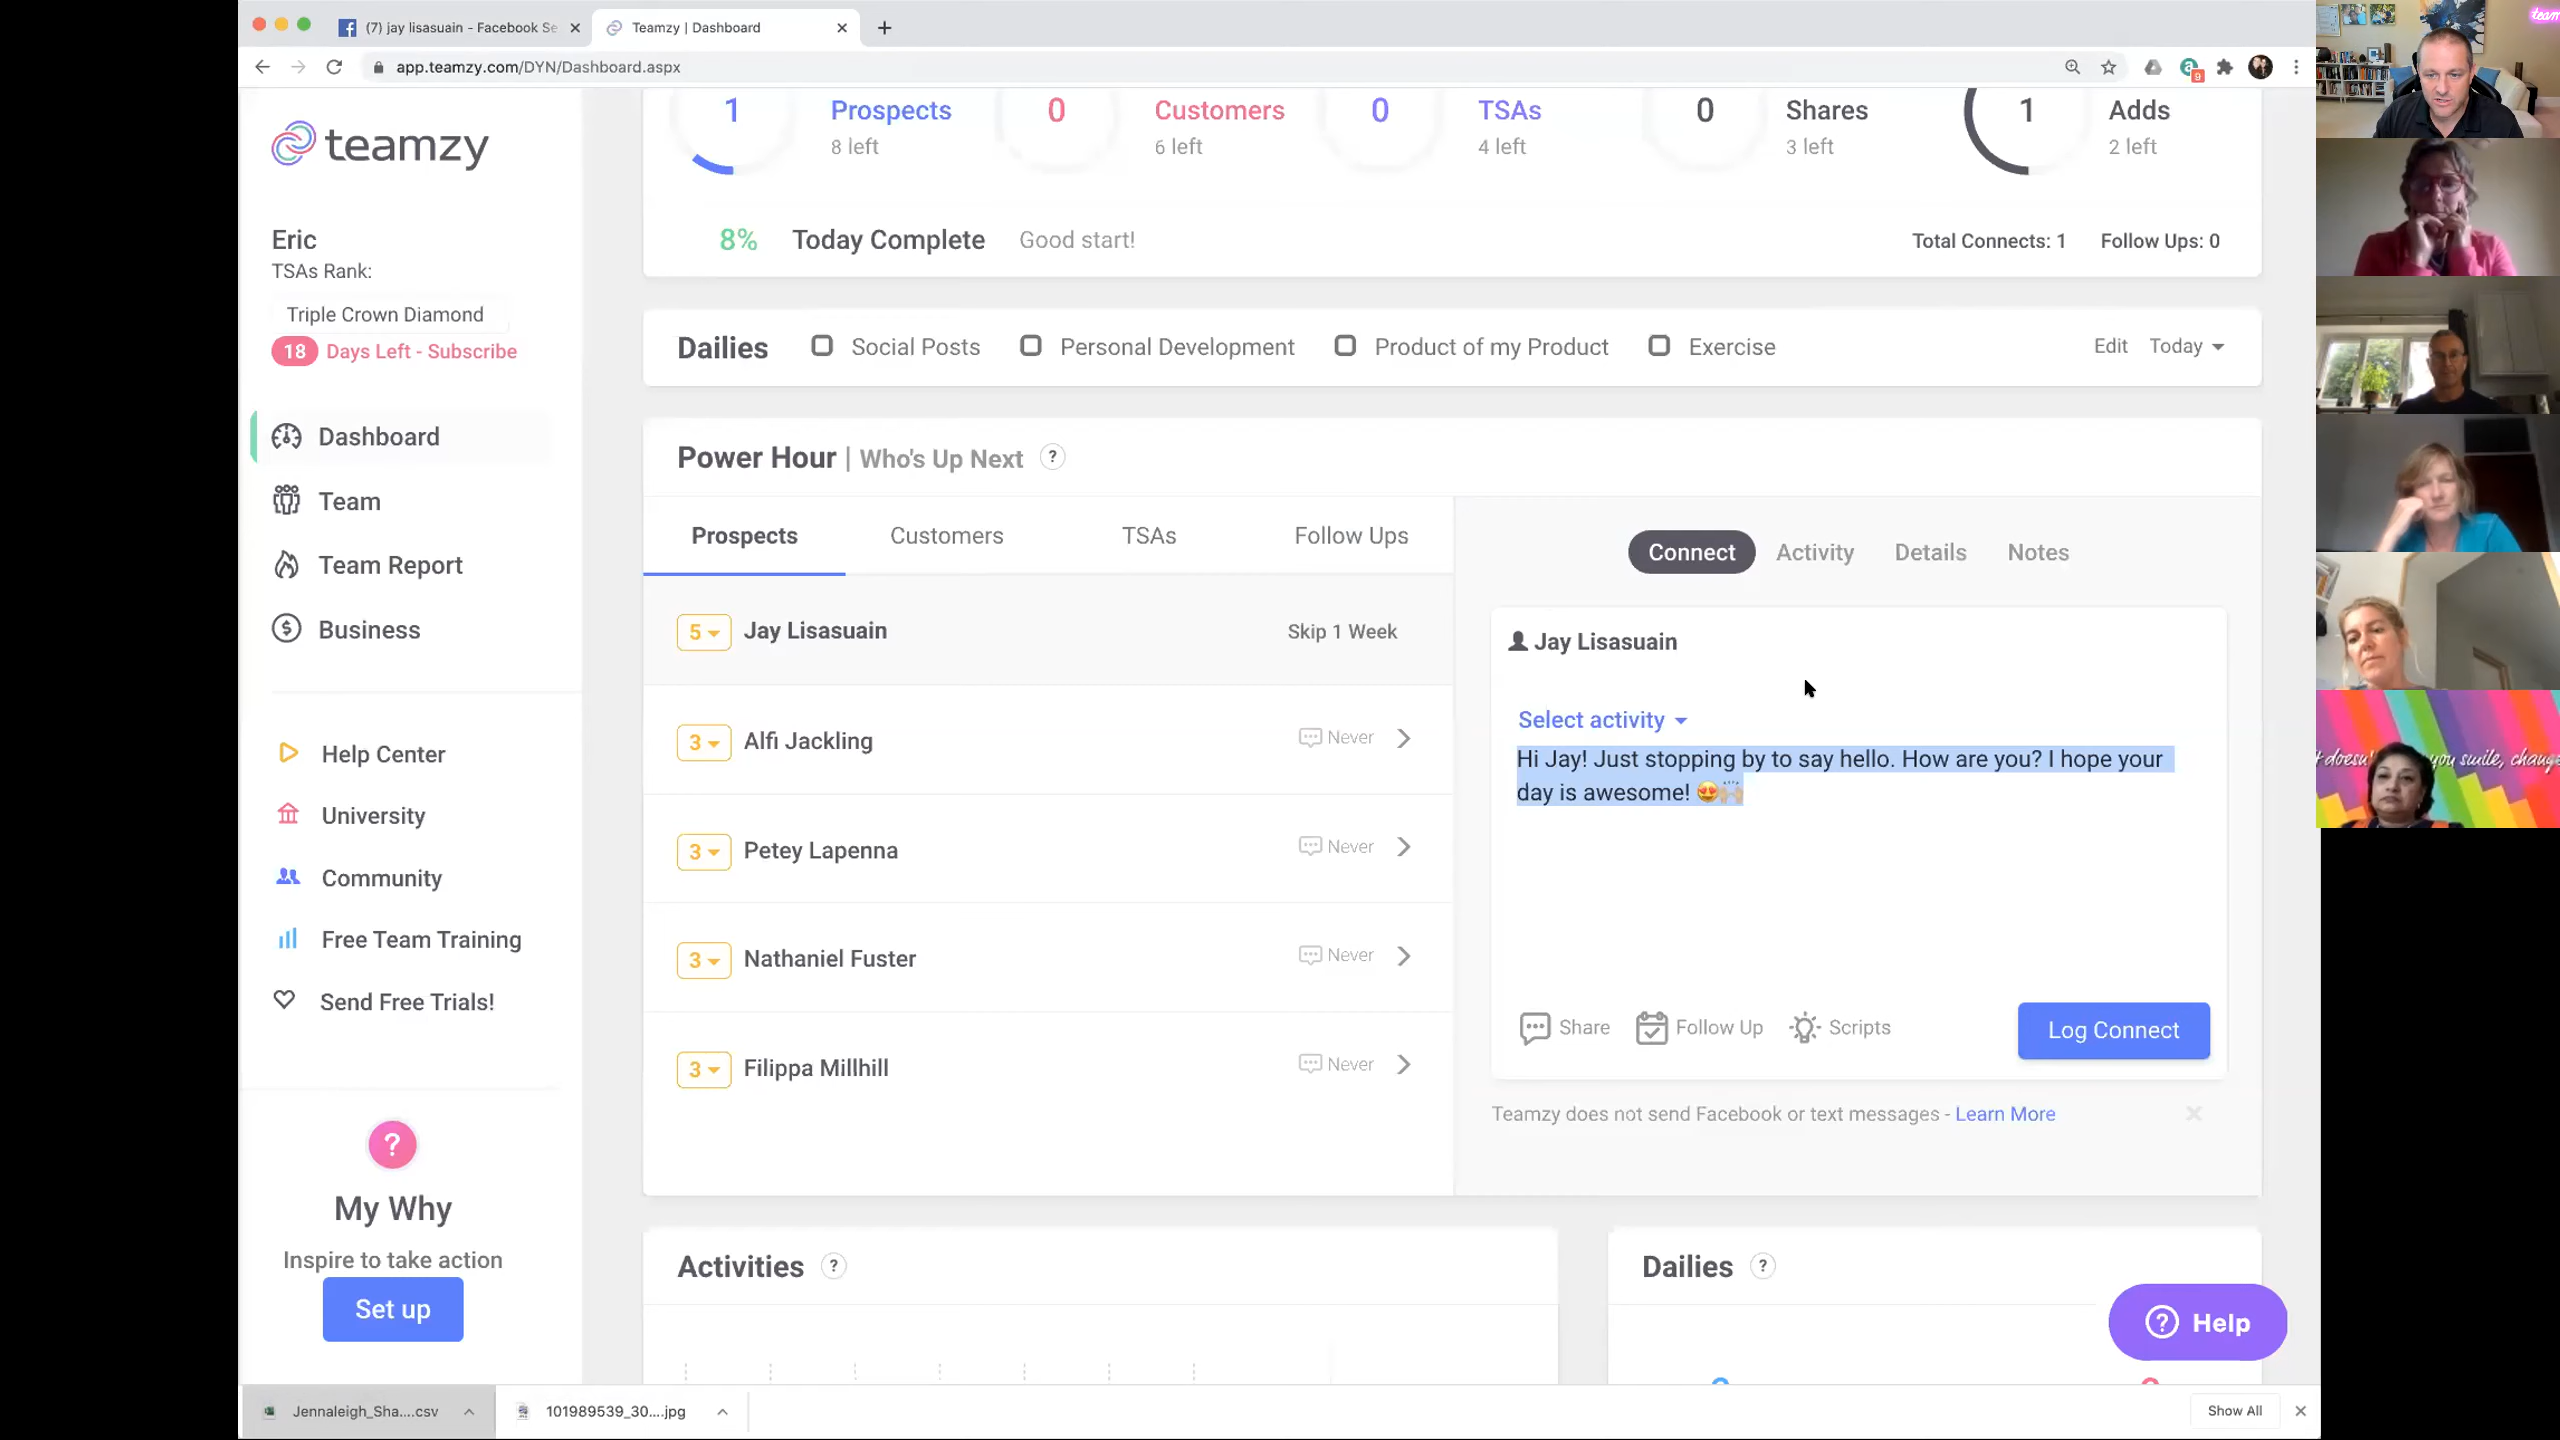 (7) jay lisasuain - Facebook Se
Teamzy | Dashboard
app.teamzy.com/DYN/Dashboard.aspx
9
team
teamzy
Eric
TSAs Rank:
Triple Crown Diamond
18 Days Left - Subscribe
Dashboard
Team
Team Report
Business
Help Center
University
Community
Free Team Training
Send Free Trials!
?
My Why
Inspire to take action
Set up
1 Prospects 0 Customers 0 TSAs 0 Shares 1 Adds
8 left 6 left 4 left 3 left 2 left
8% Today Complete Good start! Total Connects: 1 Follow Ups: 0
Dailies Social Posts Personal Development Product of my Product Exercise Edit Today
Power Hour | Who's Up Next ?
Prospects Customers TSAs Follow Ups
5 Jay Lisasuain Skip 1 Week
3 Alfi Jackling Never
3 Petey Lapenna Never
3 Nathaniel Fuster Never
3 Filippa Millhill Never
Connect Activity Details Notes
Jay Lisasuain
Select activity
Hi Jay! Just stopping by to say hello. How are you? I hope your
day is awesome! 😍🙌🏼
Share Follow Up Scripts Log Connect
Teamzy does not send Facebook or text messages - Learn More
Activities ?
Dailies ?
? Help
doesn' you smile, change
Jennaleigh_Sha....csv
101989539_30....jpg
Show All